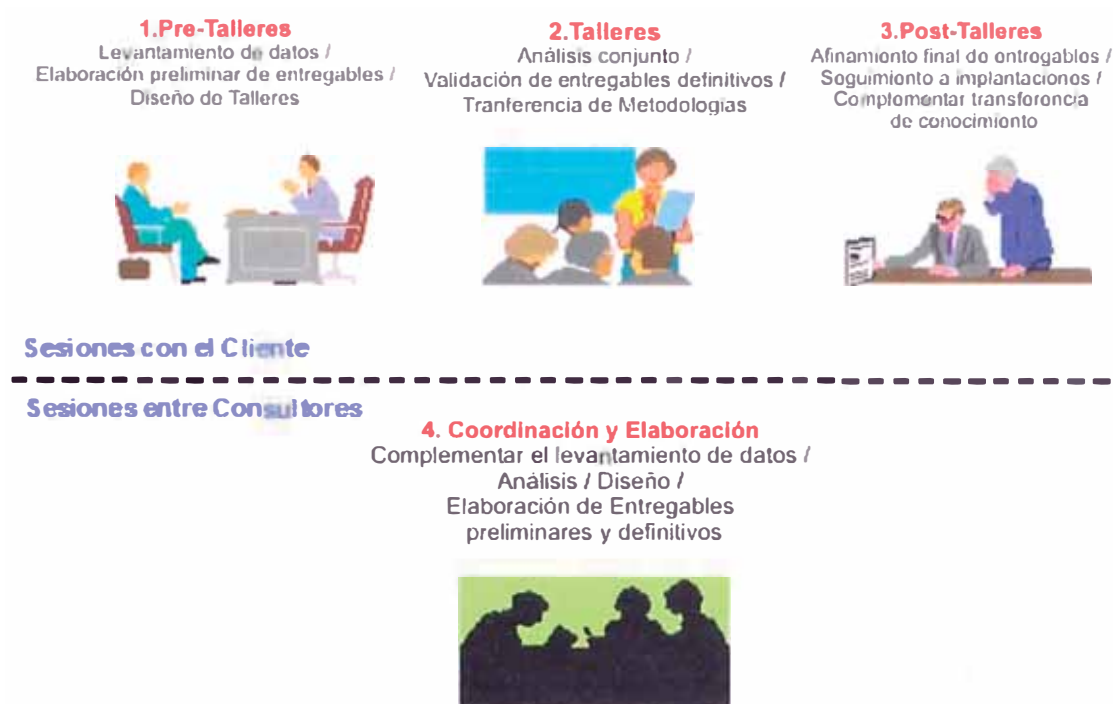 1.Pre-Talleres
Levantamiento de datos /
Elaboración preliminar de entregables /
Diseño de Talleres
2.Talleres
Análisis conjunto /
Validación de entregables definitivos /
Tranferencia de Metodologías
3.Post-Talleres
Afinamiento final de entregables /
Seguimiento a implantaciones /
Complementar transferencia
de conocimiento
Sesiones con el Cliente
Sesiones entre Consultores
4. Coordinación y Elaboración
Complementar el levantamiento de datos /
Análisis / Diseño /
Elaboración de Entregables
preliminares y definitivos